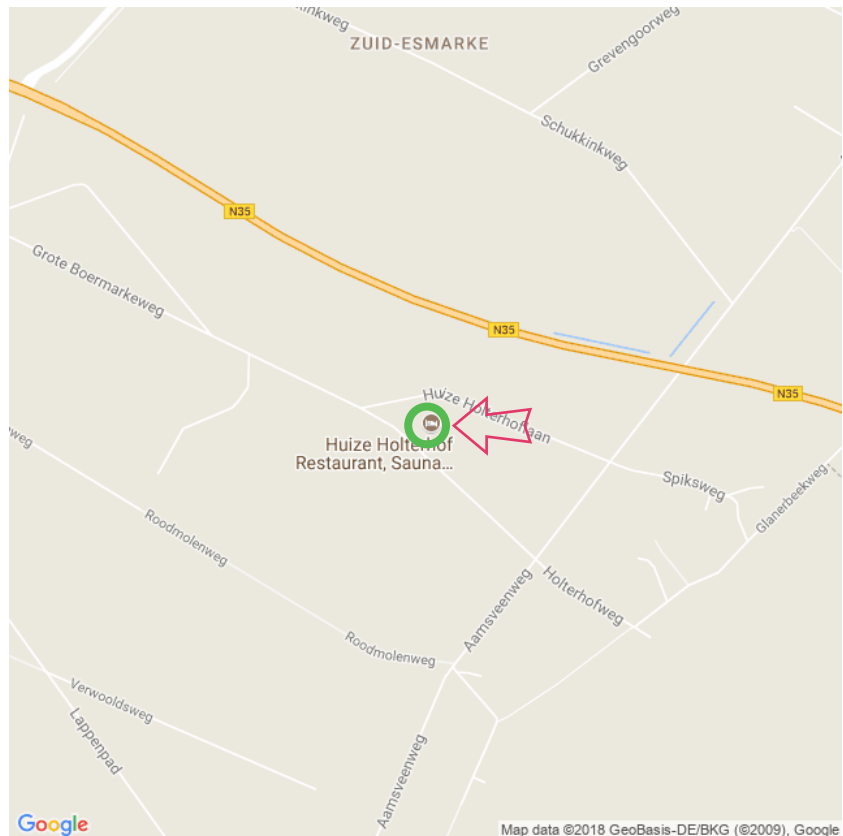 kinkweg
ZUID-ESMARKE
Grevengoorweg
Schukkinkweg
N35
Grote Boermarkeweg
N35
N35
Huize Holterhoflaan
Huize Holterhof
Restaurant, Sauna...
weg
Spiksweg
Glanerbeekweg
Roodmolenweg
Holterhofweg
Aamsveenweg
Roodmolenweg
Verwooldsweg
Lappenpad
Aamsveenweg
Google
Map data ©2018 GeoBasis-DE/BKG (©2009), Google